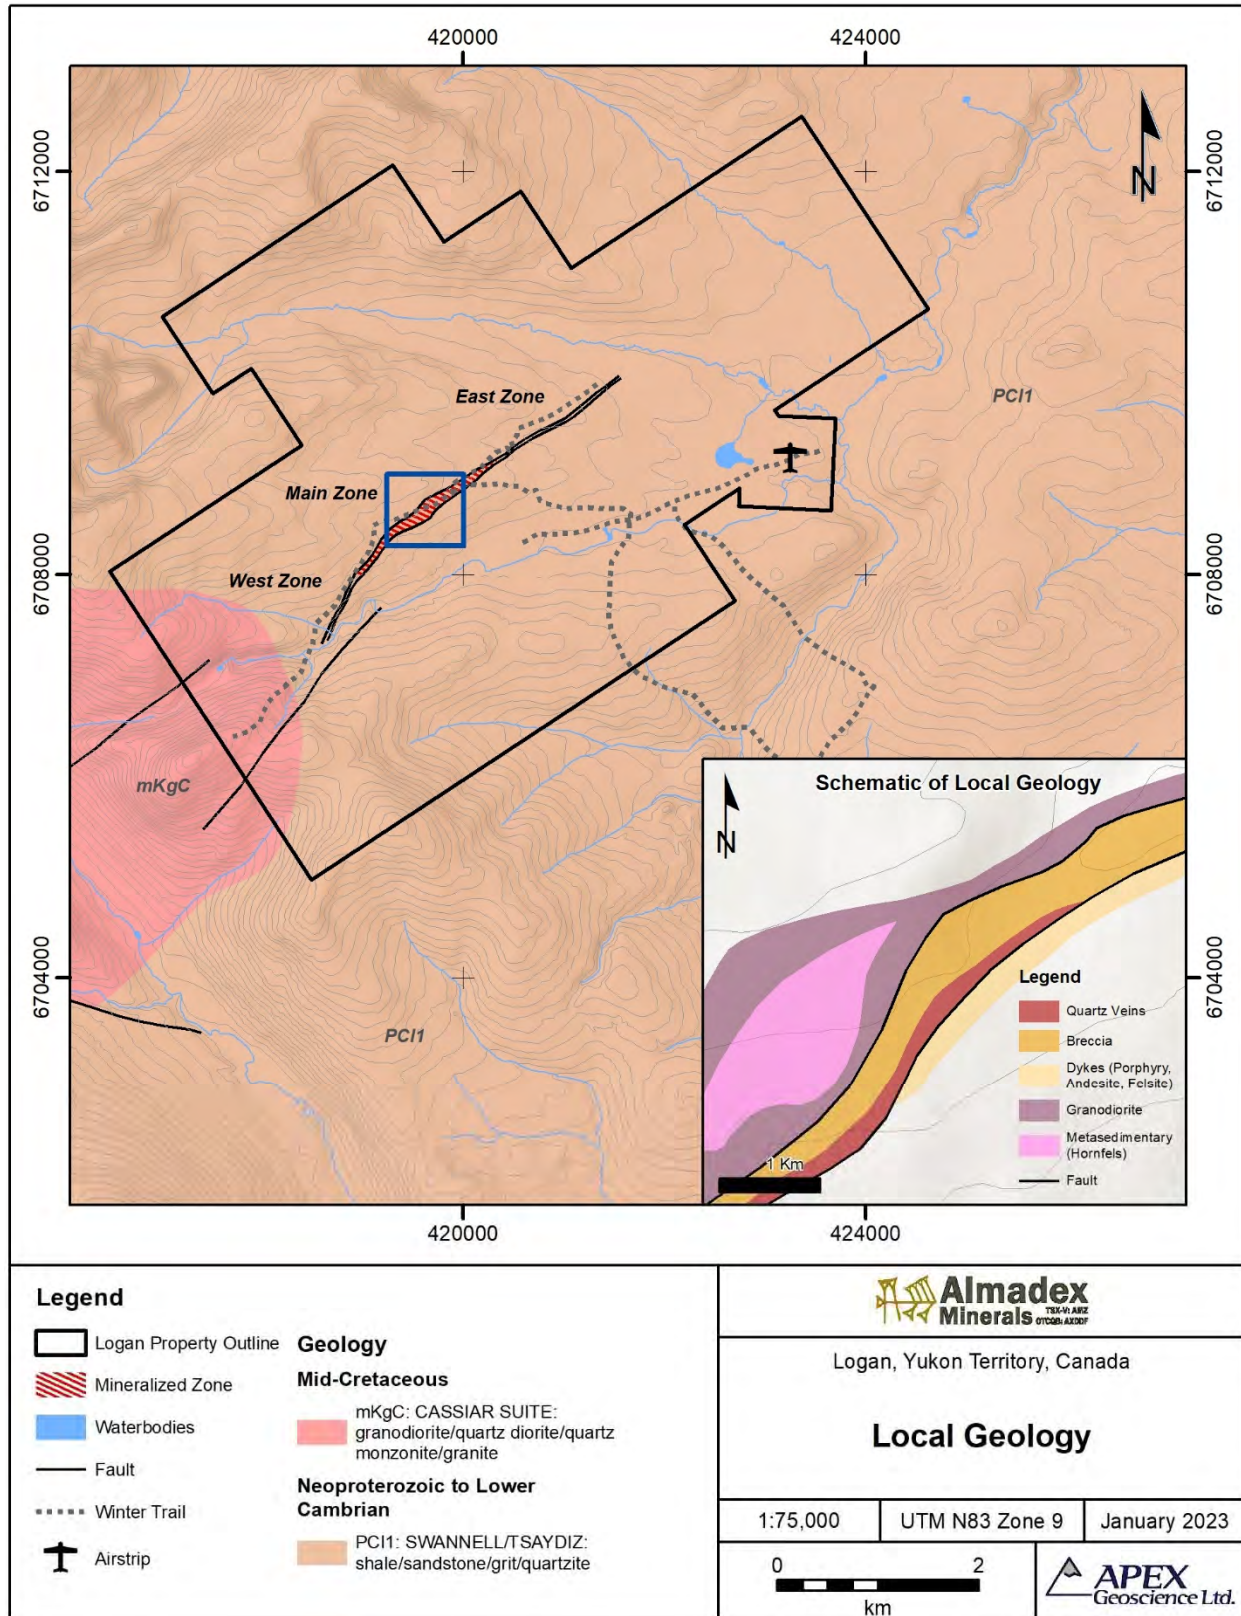 420000
424000
6712000
6712000
N
PCI1
East Zone
Main Zone
West Zone
6708000
6708000
mKgC
Schematic of Local Geology
N
Legend
Quartz Veins
Breccia
Dykes (Porphyry,
Andesite, Felsite)
Granodiorite
Metasedimentary
(Hornfels)
Fault
1 Km
6704000
6704000
PCI1
420000
424000
Legend
Logan Property Outline
Mineralized Zone
Waterbodies
Fault
Winter Trail
Airstrip
Geology
Mid-Cretaceous
mKgC: CASSIAR SUITE:
granodiorite/quartz diorite/quartz
monzonite/granite
Neoproterozoic to Lower
Cambrian
PCI1: SWANNELL/TSAYDIZ:
shale/sandstone/grit/quartzite
Almadex
Minerals
TSX-V: AMZ
OTCQB: AXDDF
Logan, Yukon Territory, Canada
Local Geology
1:75,000
UTM N83 Zone 9
January 2023
0
2
km
APEX
Geoscience Ltd.